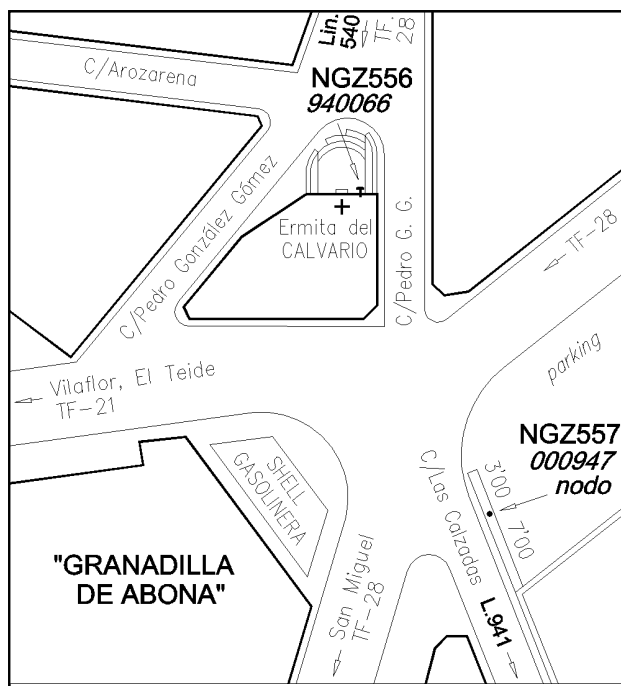 Lin.
540
TF-
28
C/Arozarena
NGZ556
940066
C/Pedro González Gómez
Ermita del
CALVARIO
C/Pedro G. G.
TF-28
parking
Vilaflor, El Teide
TF-21
SHELL
GASOLINERA
NGZ557
000947
nodo
3'00
7'00
C/Las Calzadas
L.941
"GRANADILLA
DE ABONA"
San Miguel
TF-28